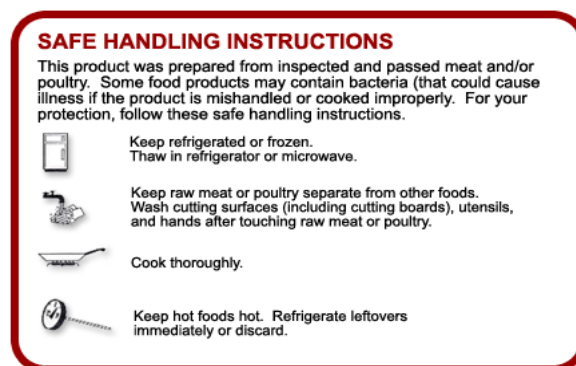 SAFE HANDLING INSTRUCTIONS
This product was prepared from inspected and passed meat and/or
poultry. Some food products may contain bacteria (that could cause
illness if the product is mishandled or cooked improperly. For your
protection, follow these safe handling instructions.
Keep refrigerated or frozen.
Thaw in refrigerator or microwave.
Keep raw meat or poultry separate from other foods.
Wash cutting surfaces (including cutting boards), utensils,
and hands after touching raw meat or poultry.
Cook thoroughly.
Keep hot foods hot. Refrigerate leftovers
immediately or discard.